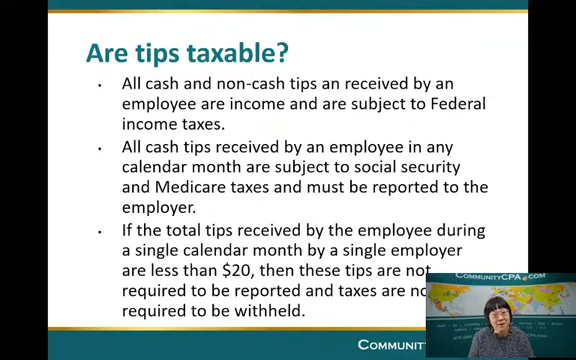 Are tips taxable?
• All cash and non-cash tips an received by an
employee are income and are subject to Federal
income taxes.
• All cash tips received by an employee in any
calendar month are subject to social security
and Medicare taxes and must be reported to the
employer.
• If the total tips received by the employee during
a single calendar month by a single employer
are less than $20, then these tips are not
required to be reported and taxes are no
required to be withheld.
COMMUNITYCPA.COM
COMMUNITY